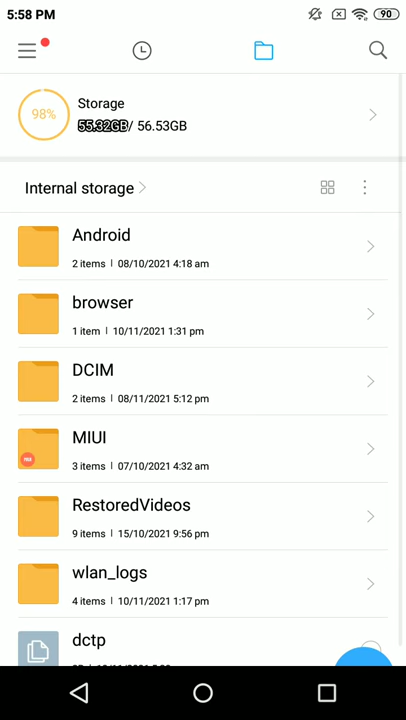 5:58 PM
90
98%
Storage
55.32GB/ 56.53GB
Internal storage
Android
2 items | 08/10/2021 4:18 am
browser
1 item | 10/11/2021 1:31 pm
DCIM
2 items | 08/11/2021 5:12 pm
MIUI
3 items | 07/10/2021 4:32 am
RestoredVideos
9 items | 15/10/2021 9:56 pm
wlan_logs
4 items | 10/11/2021 1:17 pm
dctp